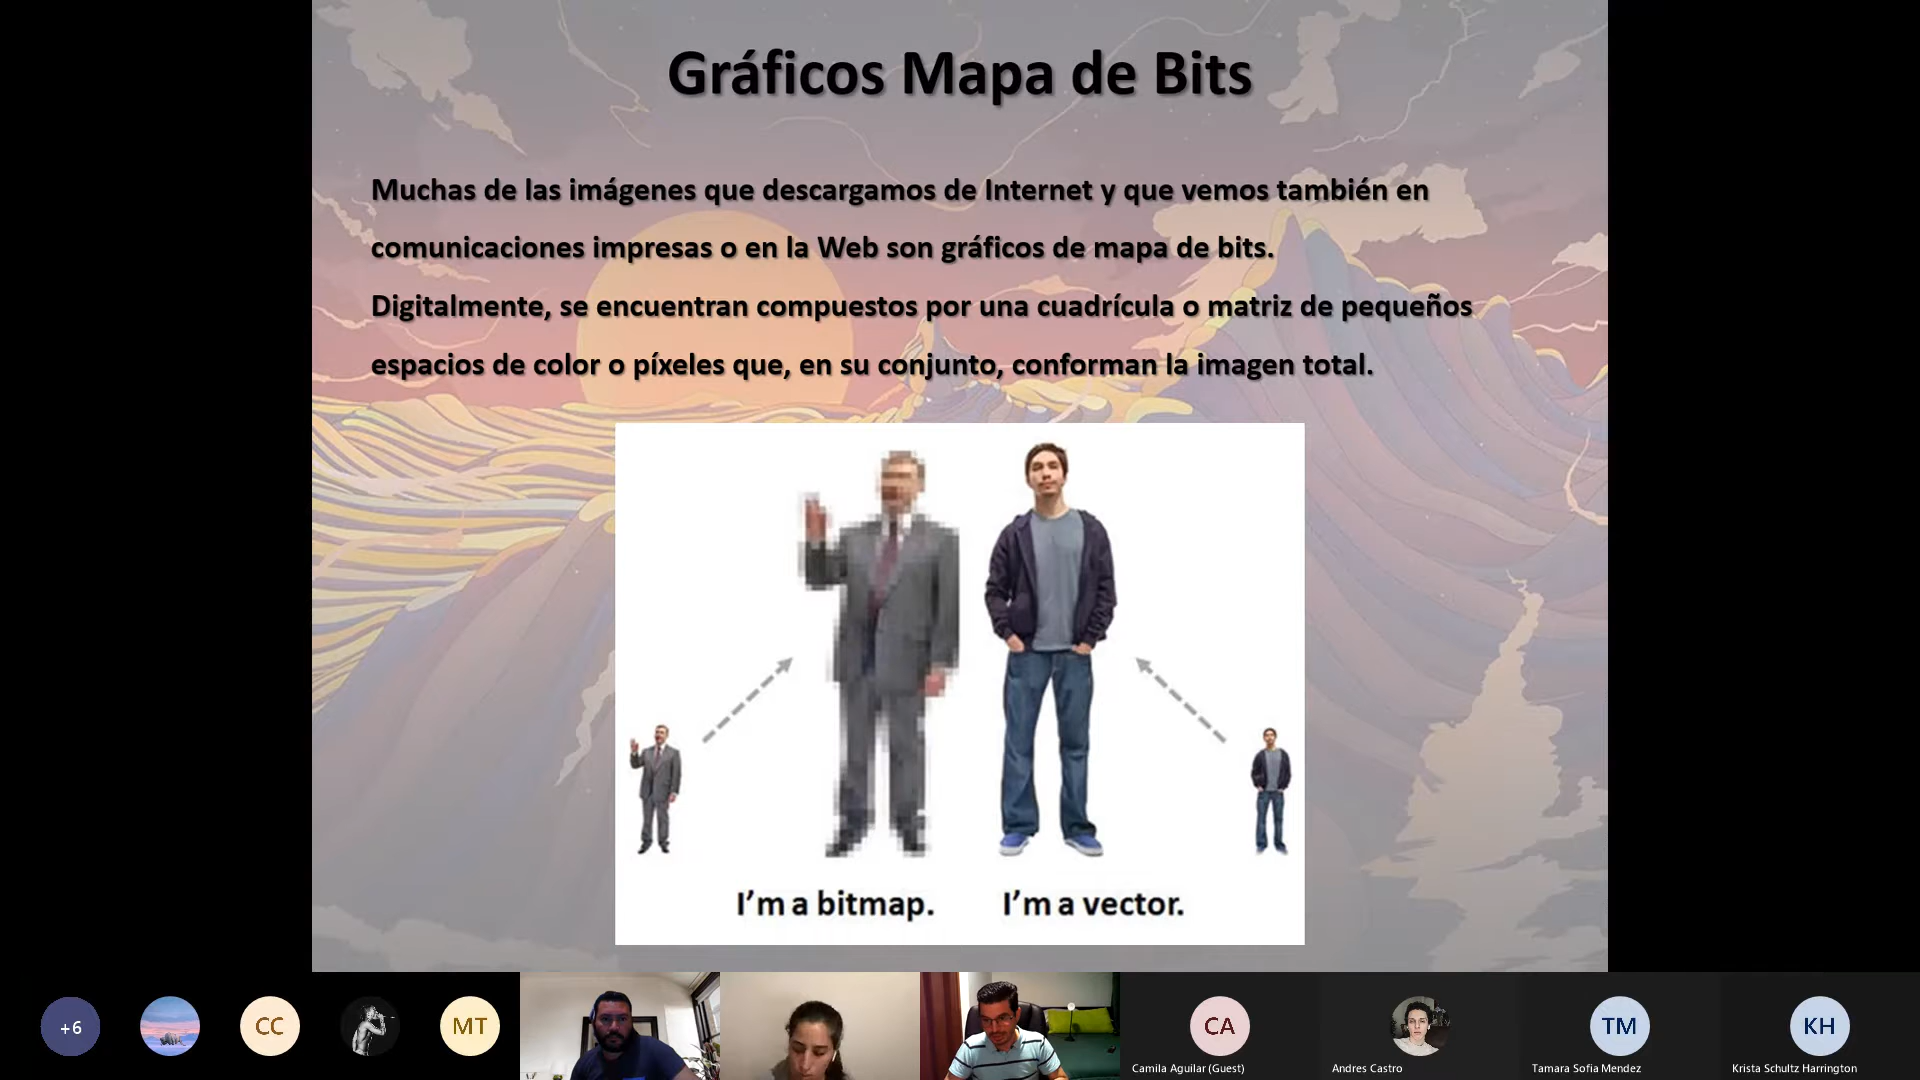 Gráficos Mapa de Bits
Muchas de las imágenes que descargamos de Internet y que vemos también en
comunicaciones impresas o en la Web son gráficos de mapa de bits.
Digitalmente, se encuentran compuestos por una cuadrícula o matriz de pequeños
espacios de color o píxeles que, en su conjunto, conforman la imagen total.
I'm a bitmap.
I'm a vector.
+6
CC
MT
CA
TM
KH
Camila Aguilar (Guest)
Andres Castro
Tamara Sofia Mendez
Krista Schultz Harrington